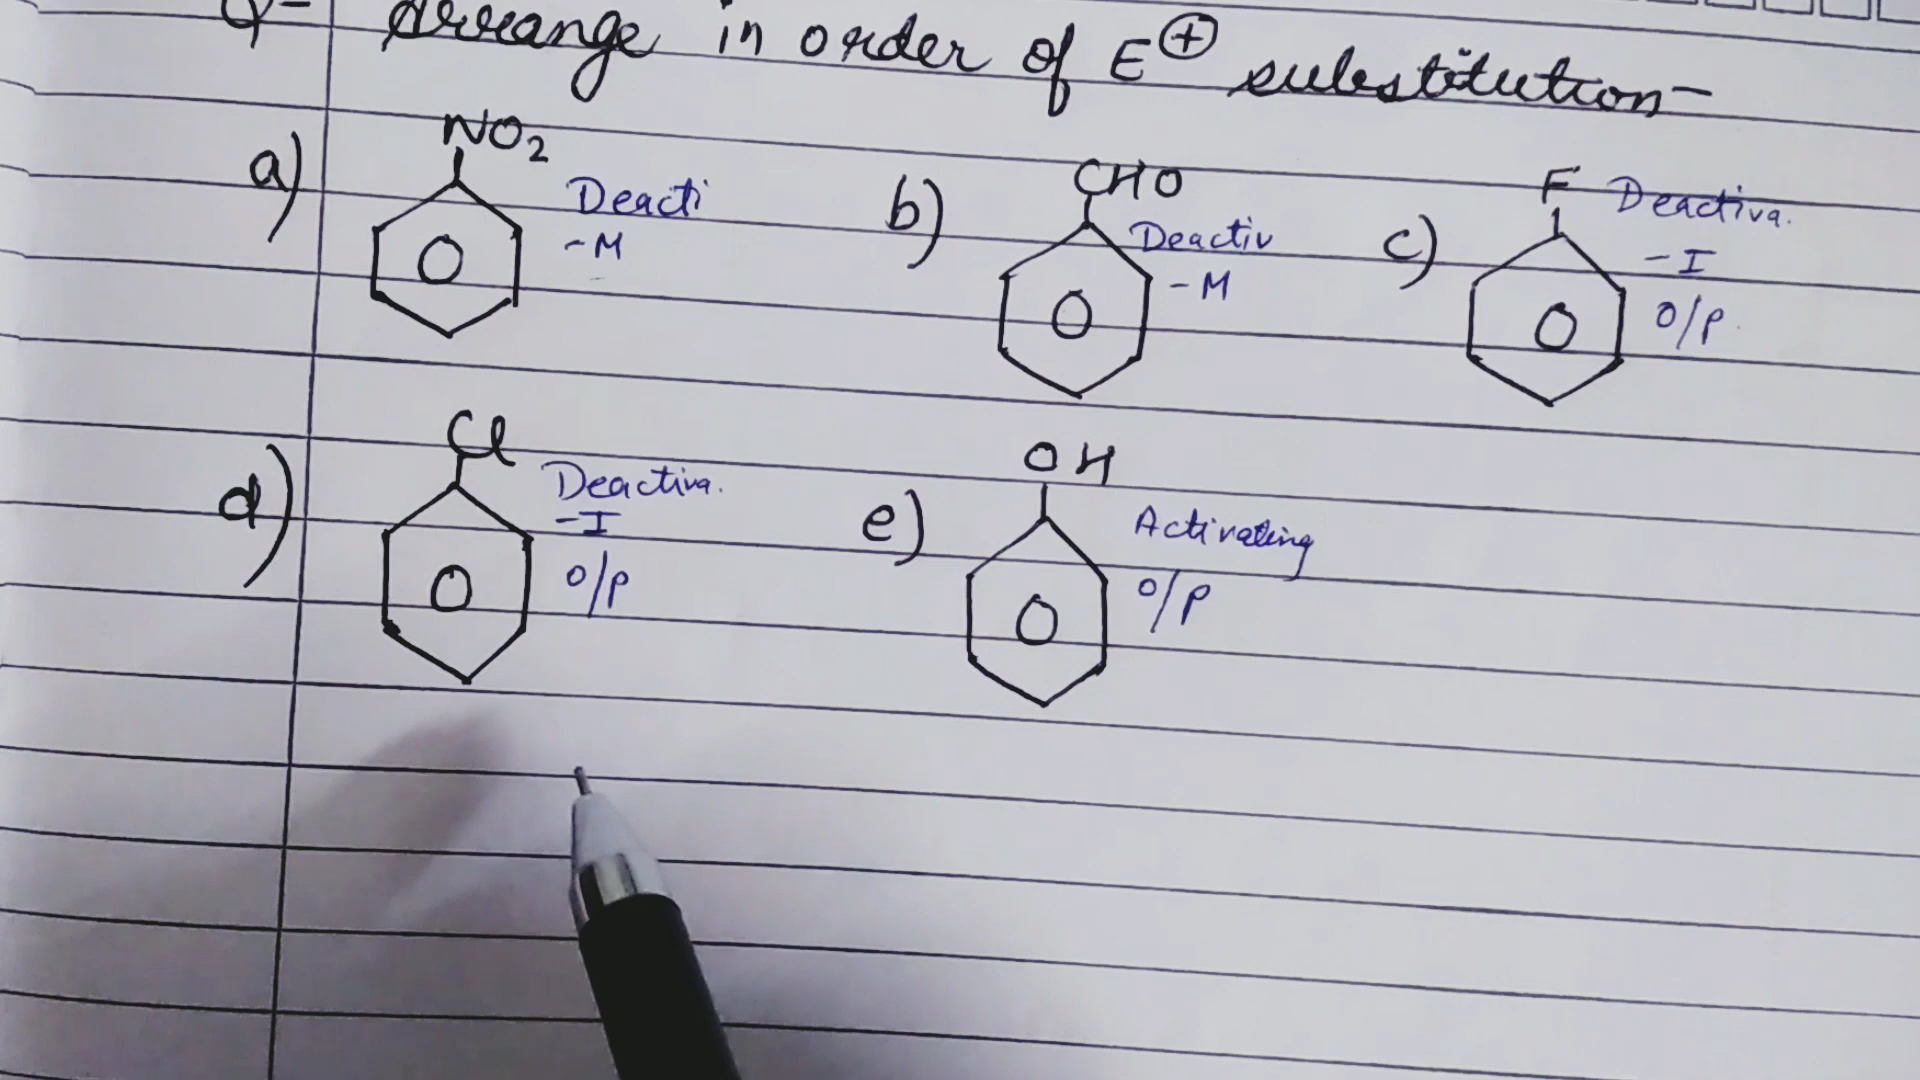 Q- Arrange in order of E⊕ substitution-
a) NO2 Deacti
-M
b) CHO Deactiv
-M
c) F Deactiva.
-I
O/P
d) Cl Deactiva.
-I
O/P
e) OH Activating
O/P